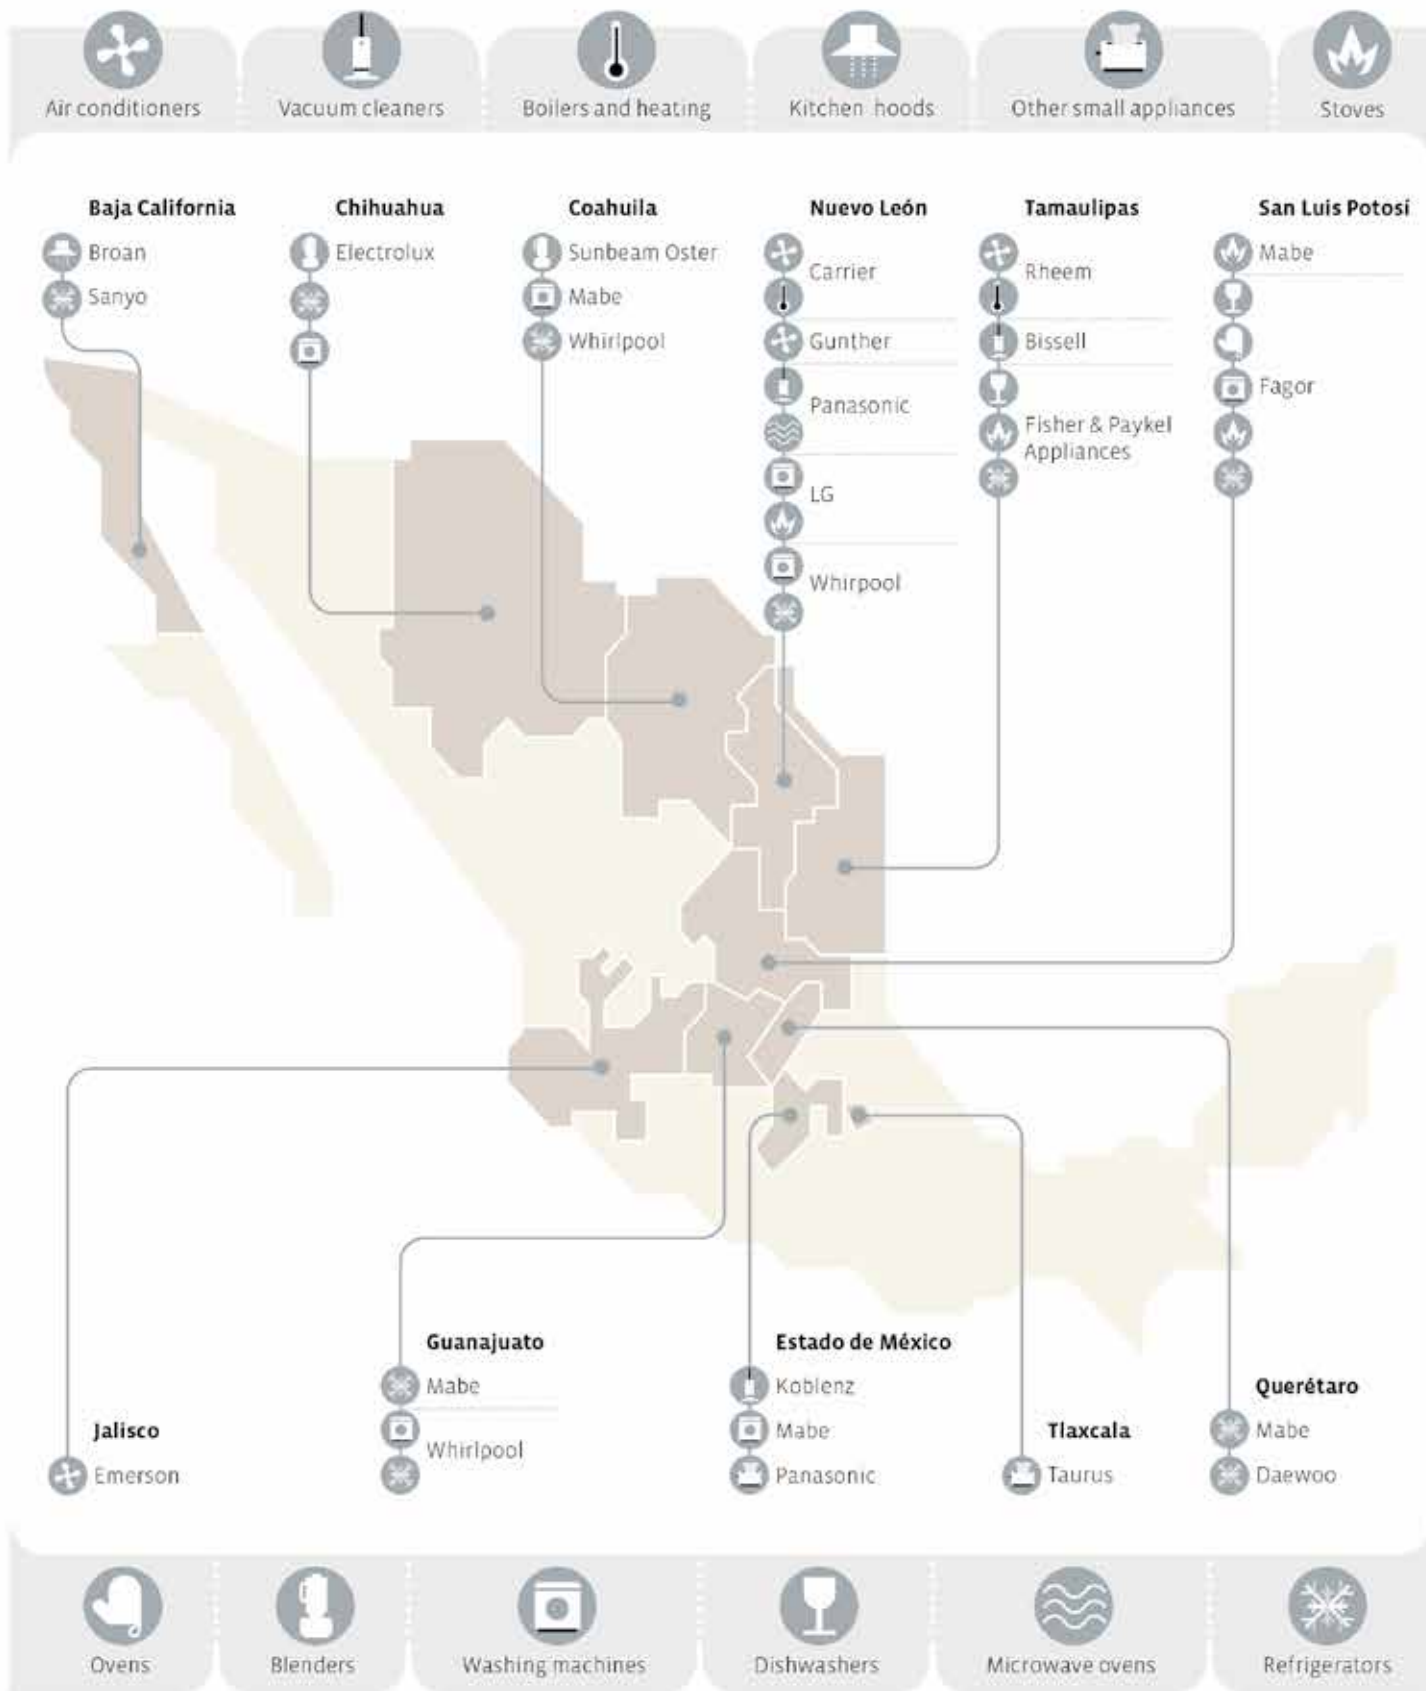 Air conditioners
Vacuum cleaners
Boilers and heating
Kitchen hoods
Other small appliances
Stoves
Baja California
Broan
Sanyo
Chihuahua
Electrolux
Coahuila
Sunbeam Oster
Mabe
Whirlpool
Nuevo León
Carrier
Gunther
Panasonic
LG
Whirpool
Tamaulipas
Rheem
Bissell
Fisher & Paykel
Appliances
San Luis Potosí
Mabe
Fagor
Jalisco
Emerson
Guanajuato
Mabe
Whirlpool
Estado de México
Koblenz
Mabe
Panasonic
Tlaxcala
Taurus
Querétaro
Mabe
Daewoo
Ovens
Blenders
Washing machines
Dishwashers
Microwave ovens
Refrigerators